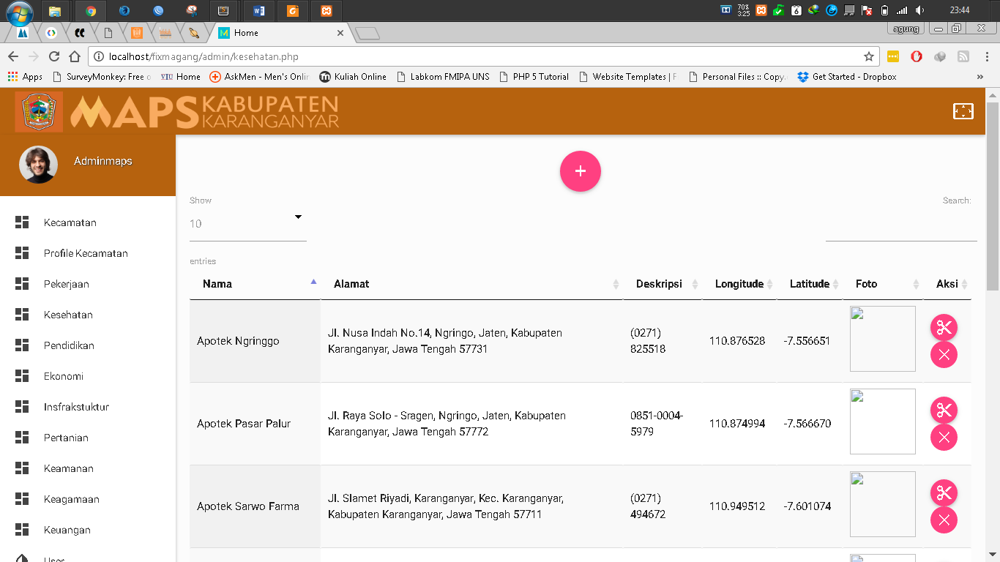 70%
3:25
6
23:44
Home
agung
localhost/fixmagang/admin/kesehatan.php
Apps
SurveyMonkey: Free o
Home
AskMen - Men's Onlin
Kuliah Online
Labkom FMIPA UNS
PHP 5 Tutorial
Website Templates | F
Personal Files :: Copy.c
Get Started - Dropbox
»
MAPS KABUPATEN
KARANGANYAR
Adminmaps
Kecamatan
Profile Kecamatan
Pekerjaan
Kesehatan
Pendidikan
Ekonomi
Insfrakstuktur
Pertanian
Keamanan
Keagamaan
Keuangan
User
+
Show
10
entries
Search:
Nama Alamat Deskripsi Longitude Latitude Foto Aksi
Apotek Ngringgo
Jl. Nusa Indah No.14, Ngringo, Jaten, Kabupaten
Karanganyar, Jawa Tengah 57731
(0271)
825518
110.876528
-7.556651
Apotek Pasar Palur
Jl. Raya Solo - Sragen, Ngringo, Jaten, Kabupaten
Karanganyar, Jawa Tengah 57772
0851-0004-
5979
110.874994
-7.566670
Apotek Sarwo Farma
Jl. Slamet Riyadi, Karanganyar, Kec. Karanganyar,
Kabupaten Karanganyar, Jawa Tengah 57711
(0271)
494672
110.949512
-7.601074